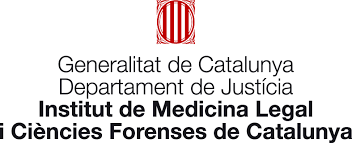 Generalitat de Catalunya
Departament de Justícia
Institut de Medicina Legal
i Ciències Forenses de Catalunya